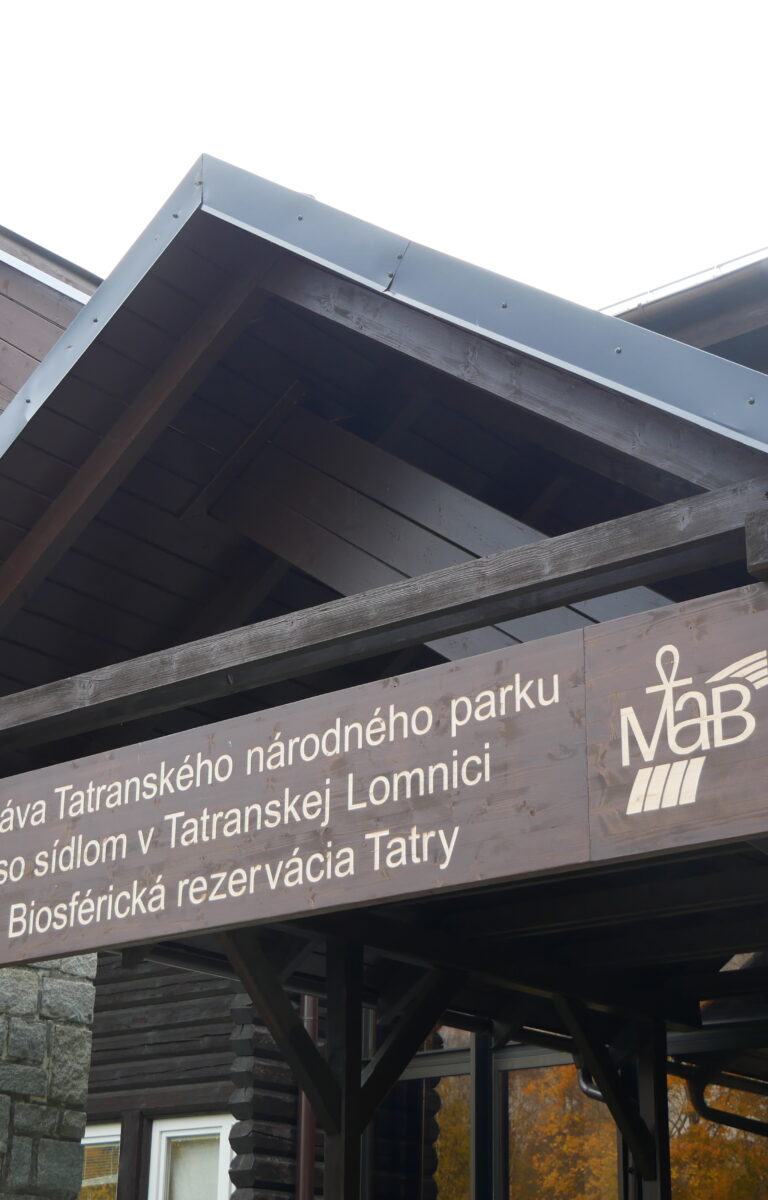 áva Tatranského národného parku
so sídlom v Tatranskej Lomnici
Biosférická rezervácia Tatry
MaB